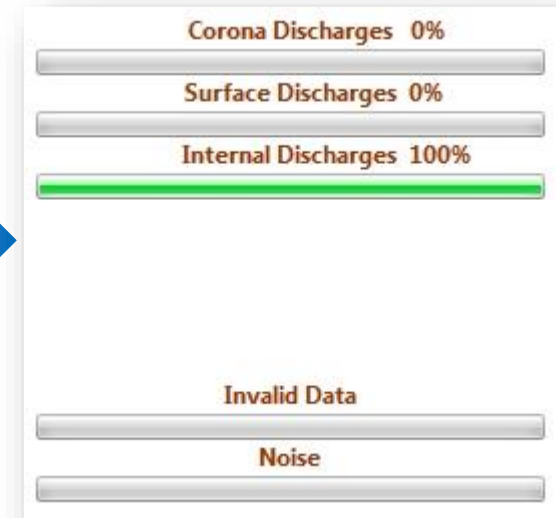 Corona Discharges 0%
Surface Discharges 0%
Internal Discharges 100%
Invalid Data
Noise